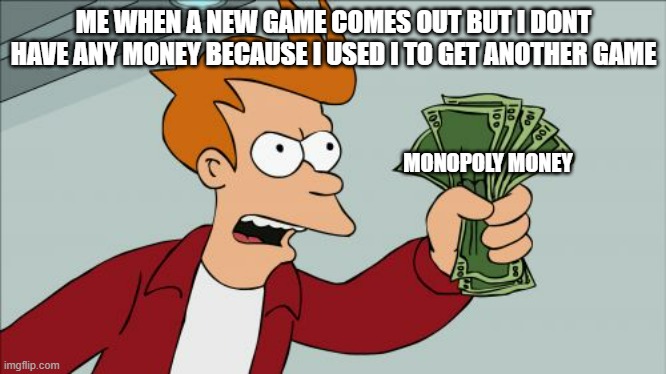 ME WHEN A NEW GAME COMES OUT BUT I DONT
HAVE ANY MONEY BECAUSE I USED I TO GET ANOTHER GAME
MONOPOLY MONEY
imgflip.com